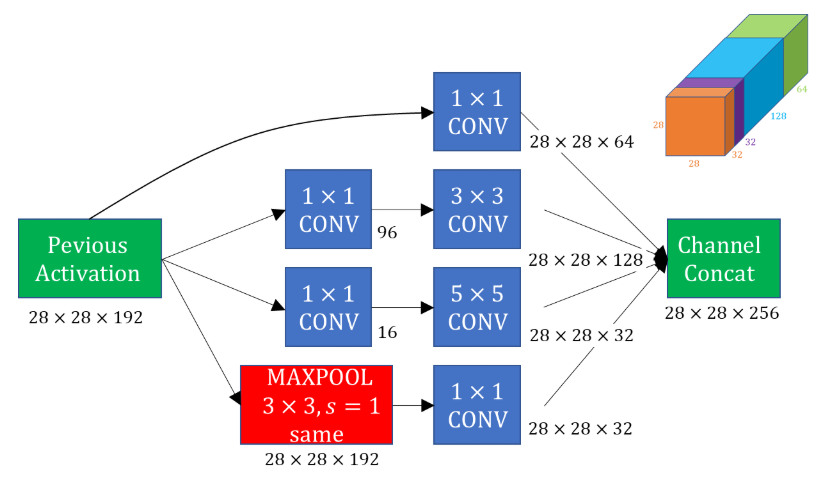 1 × 1
CONV
28 × 28 × 64
1 × 1
CONV
96
3 × 3
CONV
28 × 28 × 128
Pevious
Activation
28 × 28 × 192
1 × 1
CONV
16
5 × 5
CONV
28 × 28 × 32
MAXPOOL
3 × 3, s = 1
same
28 × 28 × 192
1 × 1
CONV
28 × 28 × 32
Channel
Concat
28 × 28 × 256
28
28
32
32
128
64